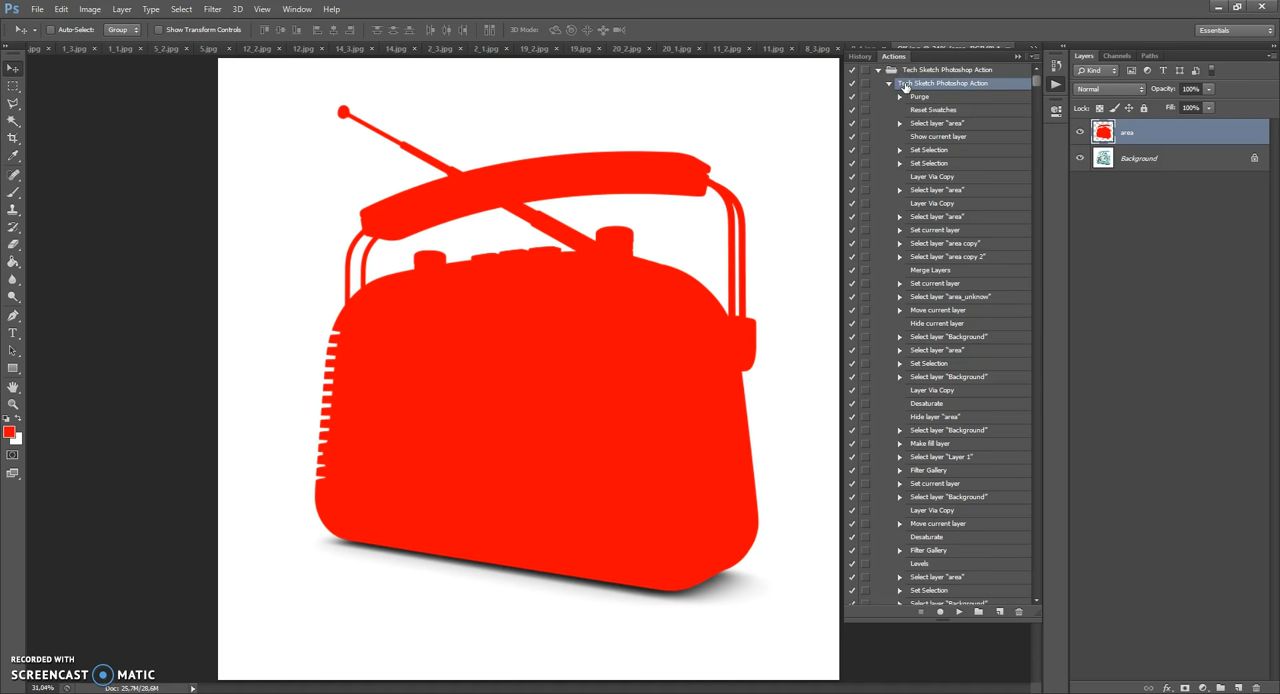 Ps File Edit Image Layer Type Select Filter 3D View Window Help
Auto-Select: Group Show Transform Controls 3D Mode: Essentials
.jpg 1_3.jpg 1_1.jpg 5_2.jpg 5.jpg 12_2.jpg 12.jpg 14_3.jpg 14.jpg 2_3.jpg 2_1.jpg 19_2.jpg 19.jpg 20_2.jpg 20_1.jpg 11_2.jpg 11.jpg 8_3.jpg
History Actions
Tech Sketch Photoshop Action
Tech Sketch Photoshop Action
Purge
Reset Swatches
Select layer "area"
Show current layer
Set Selection
Set Selection
Layer Via Copy
Select layer "area"
Layer Via Copy
Select layer "area"
Set current layer
Select layer "area copy"
Select layer "area copy 2"
Merge Layers
Set current layer
Select layer "area_unknow"
Move current layer
Hide current layer
Select layer "Background"
Select layer "area"
Set Selection
Select layer "Background"
Layer Via Copy
Desaturate
Hide layer "area"
Select layer "Background"
Make fill layer
Select layer "Layer 1"
Filter Gallery
Set current layer
Select layer "Background"
Layer Via Copy
Move current layer
Desaturate
Filter Gallery
Levels
Select layer "area"
Set Selection
Select layer "Background"
Layers Channels Paths
Kind
Normal Opacity: 100%
Lock: Fill: 100%
area
Background
RECORDED WITH
SCREENCAST MATIC
31,04% Doc: 25,7M/28,6M